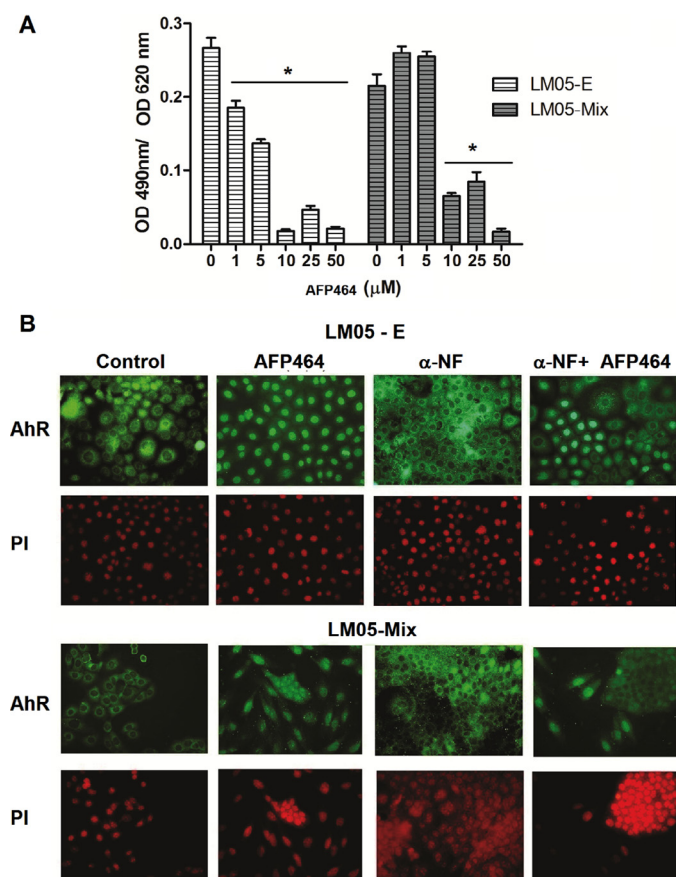 A
0.3
0.2
0.1
0.0
OD 490nm/ OD 620 nm
*
*
LM05-E
LM05-Mix
0 1 5 10 25 50 0 1 5 10 25 50
AFP464 (μM)
B
LM05 - E
Control AFP464 α-NF α-NF+ AFP464
AhR
PI
LM05-Mix
AhR
PI